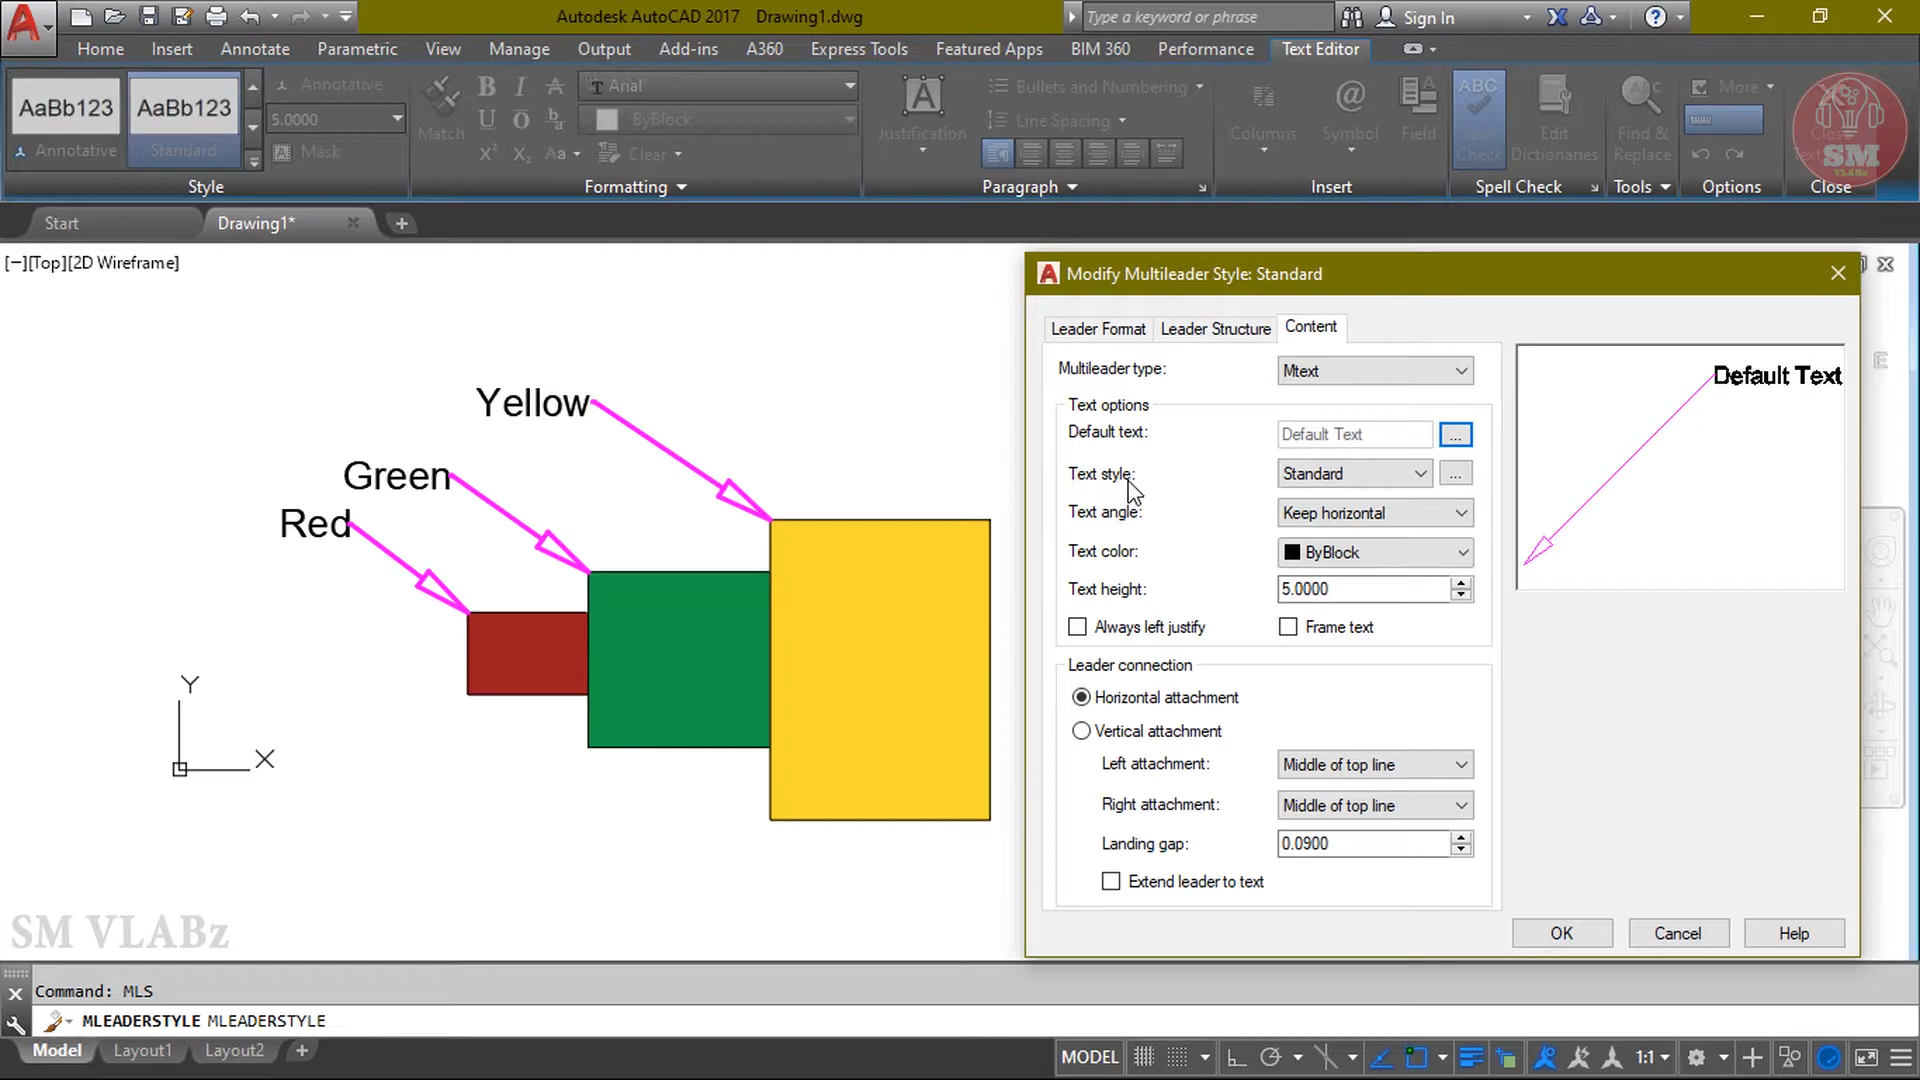 Autodesk AutoCAD 2017 Drawing1.dwg
Type a keyword or phrase
Sign In
Home Insert Annotate Parametric View Manage Output Add-ins A360 Express Tools Featured Apps BIM 360 Performance Text Editor
AaBb123 AaBb123
Annotative Standard
Annotative
5.0000
Mask
Style
Match
Arial
ByBlock
Clear
Formatting
Justification
Bullets and Numbering
Line Spacing
Paragraph
Columns
Symbol
Field
Insert
ABC
Check
Edit
Dictionaries
Spell Check
Find &
Replace
Tools
More
Options
Close
SM
VLABz
Start
Drawing1*
[−][Top][2D Wireframe]
Yellow
Green
Red
Y
X
SM VLABz
E
Modify Multileader Style: Standard
Leader Format Leader Structure Content
Multileader type: Mtext
Text options
Default text: Default Text ...
Text style: Standard ...
Text angle: Keep horizontal
Text color: ByBlock
Text height: 5.0000
Always left justify Frame text
Leader connection
Horizontal attachment
Vertical attachment
Left attachment: Middle of top line
Right attachment: Middle of top line
Landing gap: 0.0900
Extend leader to text
Default Text
OK Cancel Help
Command: MLS
MLEADERSTYLE MLEADERSTYLE
Model Layout1 Layout2
MODEL
1:1